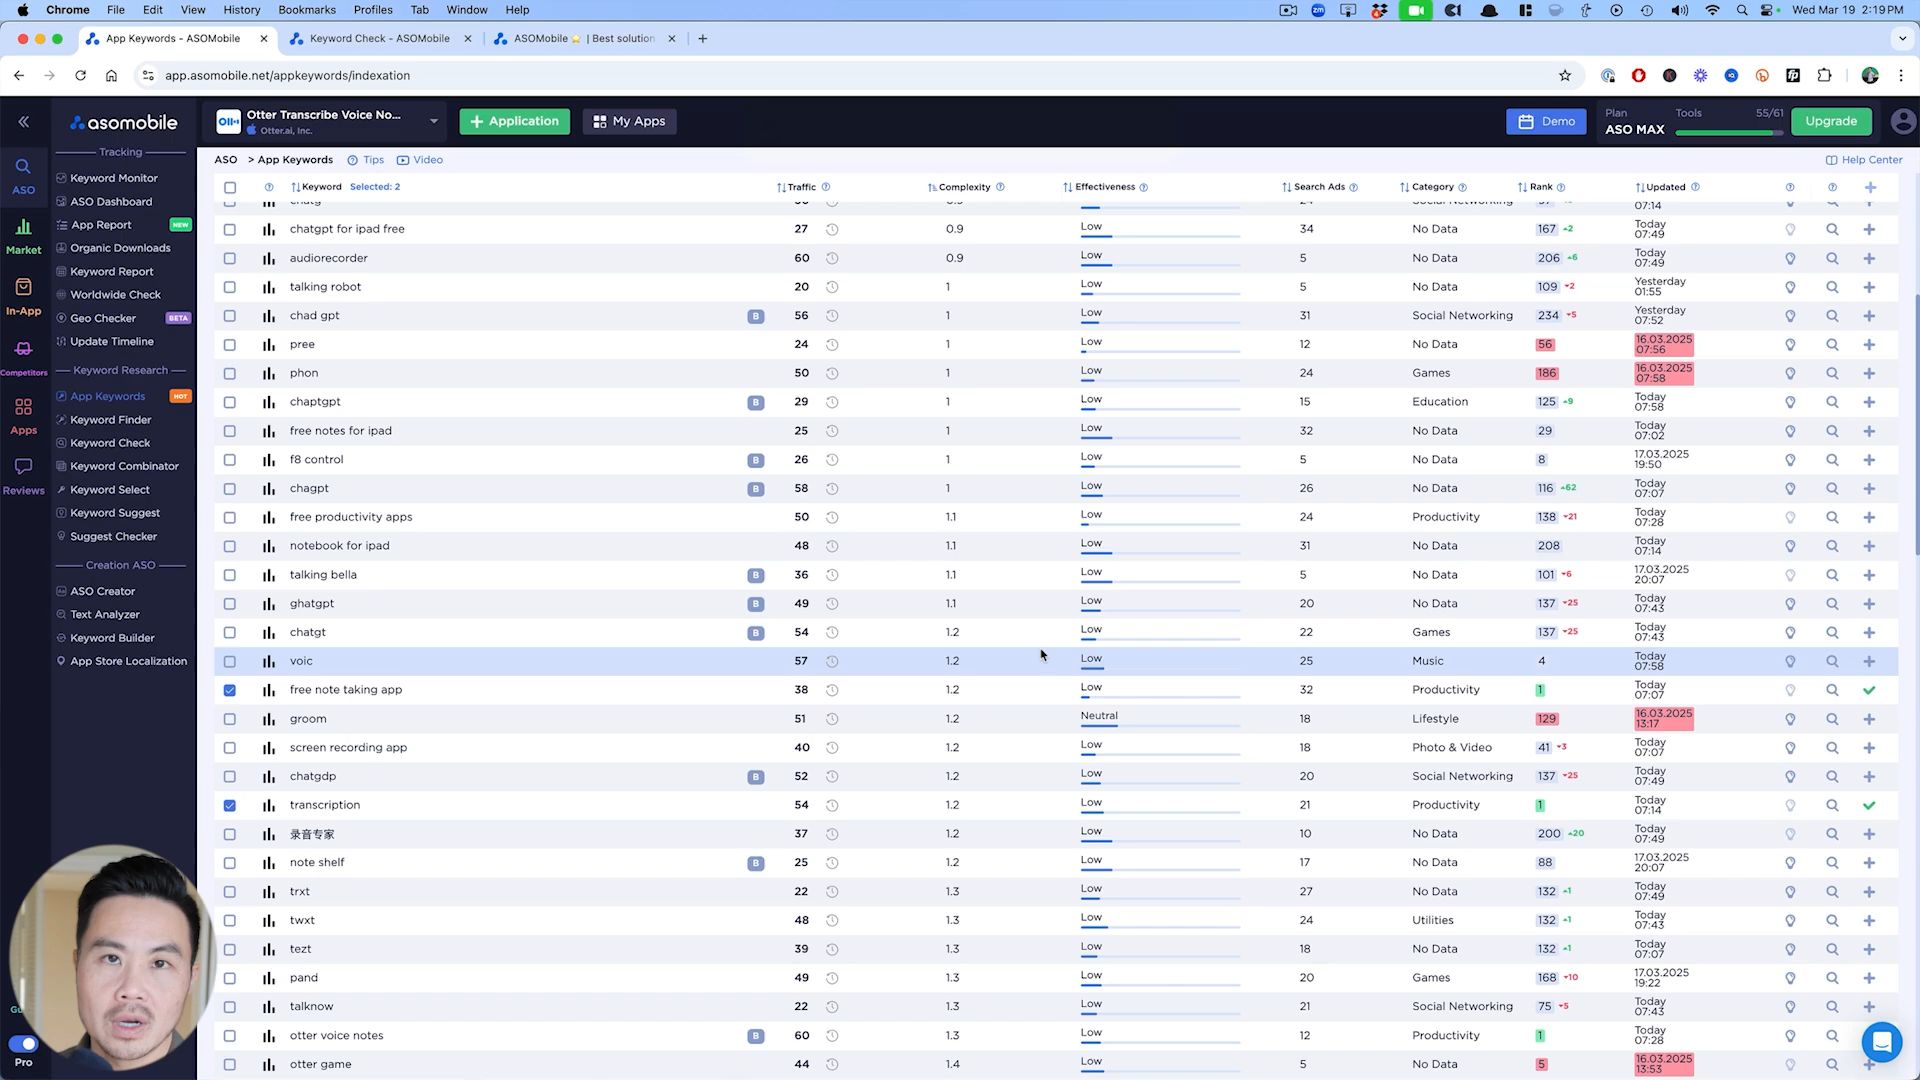 Chrome File Edit View History Bookmarks Profiles Tab Window Help Wed Mar 19 2:19 PM
App Keywords - ASOMobile Keyword Check - ASOMobile ASOMobile | Best solution
app.asomobile.net/appkeywords/indexation
asomobile Otter Transcribe Voice No... Otter.ai, Inc. + Application My Apps Demo Plan ASO MAX Tools 55/61 Upgrade
ASO > App Keywords Tips Video Help Center
ASO
Market
In-App
Competitors
Apps
Reviews
Pro
Tracking
Keyword Monitor
ASO Dashboard
App Report NEW
Organic Downloads
Keyword Report
Worldwide Check
Geo Checker BETA
Update Timeline
Keyword Research
App Keywords HOT
Keyword Finder
Keyword Check
Keyword Combinator
Keyword Select
Keyword Suggest
Suggest Checker
Creation ASO
ASO Creator
Text Analyzer
Keyword Builder
App Store Localization
Keyword Selected: 2 Traffic Complexity Effectiveness Search Ads Category Rank Updated
07:14
chatgpt for ipad free 27 0.9 Low 34 No Data 167 2 Today 07:49
audiorecorder 60 0.9 Low 5 No Data 206 6 Today 07:49
talking robot 20 1 Low 5 No Data 109 2 Yesterday 01:55
chad gpt B 56 1 Low 31 Social Networking 234 5 Yesterday 07:52
pree 24 1 Low 12 No Data 56 16.03.2025 07:56
phon 50 1 Low 24 Games 186 16.03.2025 07:58
chaptgpt B 29 1 Low 15 Education 125 9 Today 07:58
free notes for ipad 25 1 Low 32 No Data 29 Today 07:02
f8 control B 26 1 Low 5 No Data 8 17.03.2025 19:50
chagpt B 58 1 Low 26 No Data 116 62 Today 07:07
free productivity apps 50 1.1 Low 24 Productivity 138 21 Today 07:28
notebook for ipad 48 1.1 Low 31 No Data 208 Today 07:14
talking bella B 36 1.1 Low 5 No Data 101 6 17.03.2025 20:07
ghatgpt B 49 1.1 Low 20 No Data 137 25 Today 07:43
chatgt B 54 1.2 Low 22 Games 137 25 Today 07:43
voic 57 1.2 Low 25 Music 4 Today 07:58
free note taking app 38 1.2 Low 32 Productivity 1 Today 07:07
groom 51 1.2 Neutral 18 Lifestyle 129 16.03.2025 13:17
screen recording app 40 1.2 Low 18 Photo & Video 41 3 Today 07:07
chatgdp B 52 1.2 Low 20 Social Networking 137 25 Today 07:49
transcription 54 1.2 Low 21 Productivity 1 Today 07:14
录音专家 37 1.2 Low 10 No Data 200 20 Today 07:49
note shelf B 25 1.2 Low 17 No Data 88 17.03.2025 20:07
trxt 22 1.3 Low 27 No Data 132 1 Today 07:49
twxt 48 1.3 Low 24 Utilities 132 1 Today 07:43
tezt 39 1.3 Low 18 No Data 132 1 Today 07:07
pand 49 1.3 Low 20 Games 168 10 17.03.2025 19:22
talknow 22 1.3 Low 21 Social Networking 75 5 Today 07:43
otter voice notes B 60 1.3 Low 12 Productivity 1 Today 07:28
otter game 44 1.4 Low 5 No Data 5 16.03.2025 13:53